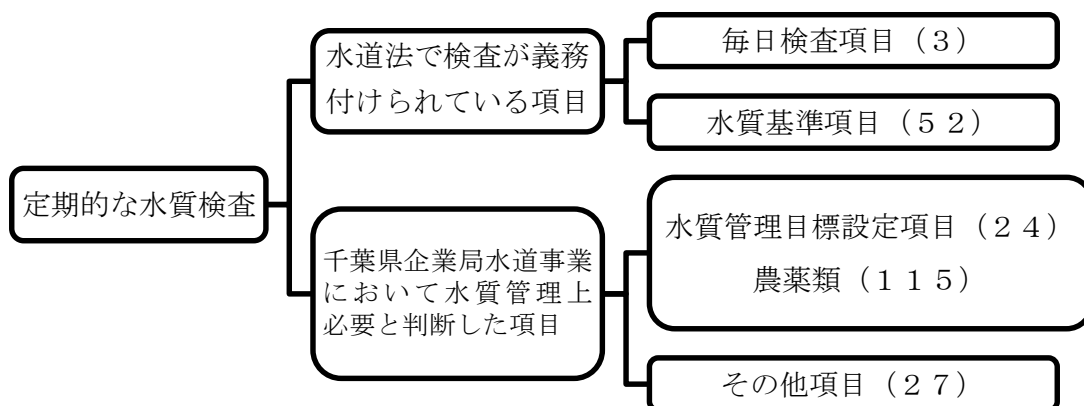 定期的な水質検査
水道法で検査が義務
付けられている項目
毎日検査項目（３）
水質基準項目（５２）
千葉県企業局水道事業
において水質管理上
必要と判断した項目
水質管理目標設定項目（２４）
農薬類（１１５）
その他項目（２７）